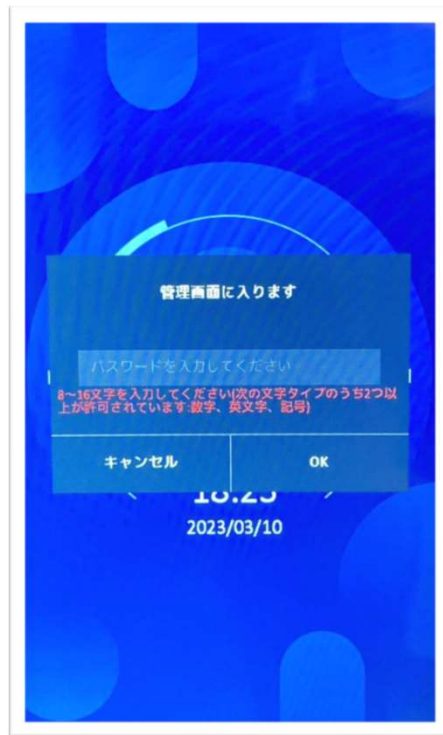 管理画面に入ります
パスワードを入力してください
8～16文字を入力してください(次の文字タイプのうち2つ以
上が許可されています:数字、英文字、記号)
キャンセル
OK
2023/03/10